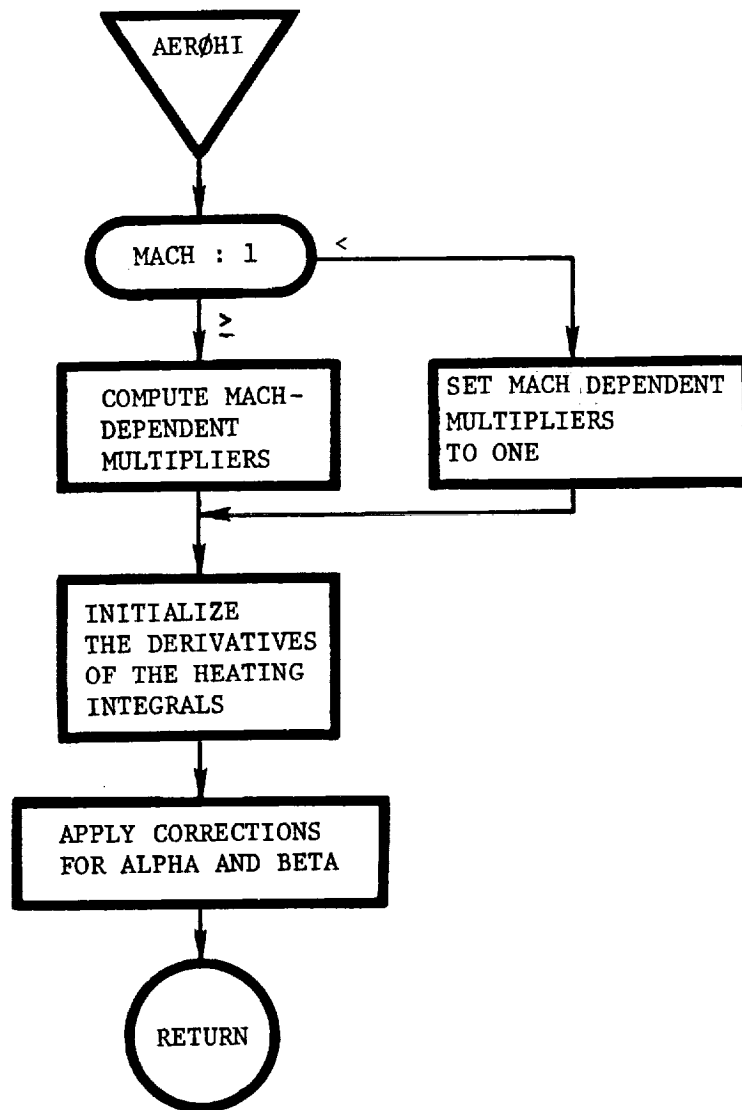 AERØHI
MACH : 1
<
≥
COMPUTE MACH-
DEPENDENT
MULTIPLIERS
SET MACH DEPENDENT
MULTIPLIERS
TO ONE
INITIALIZE
THE DERIVATIVES
OF THE HEATING
INTEGRALS
APPLY CORRECTIONS
FOR ALPHA AND BETA
RETURN